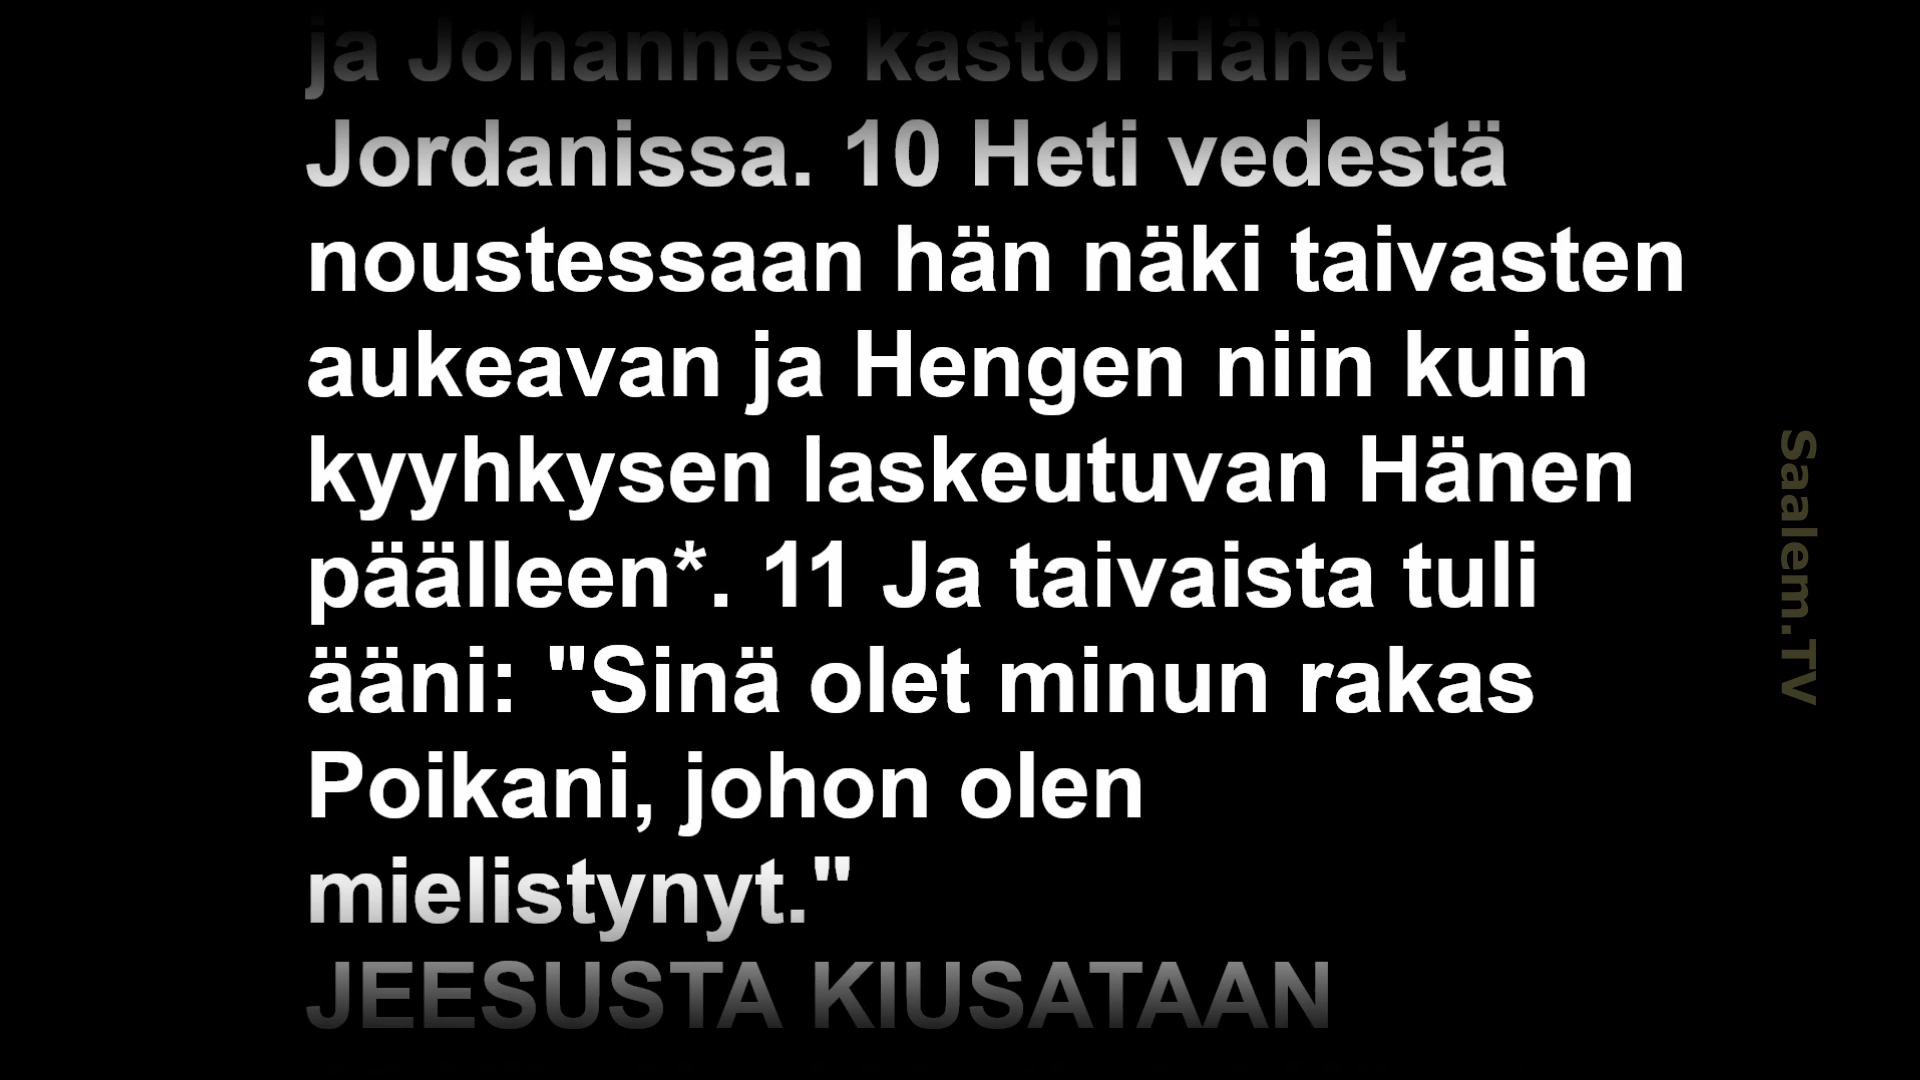 ja Johannes kastoi Hänet
Jordanissa. 10 Heti vedestä
noustessaan hän näki taivasten
aukeavan ja Hengen niin kuin
kyyhkysen laskeutuvan Hänen
päälleen*. 11 Ja taivaista tuli
ääni: "Sinä olet minun rakas
Poikani, johon olen
mielistynyt."
JEESUSTA KIUSATAAN
Saalem.TV